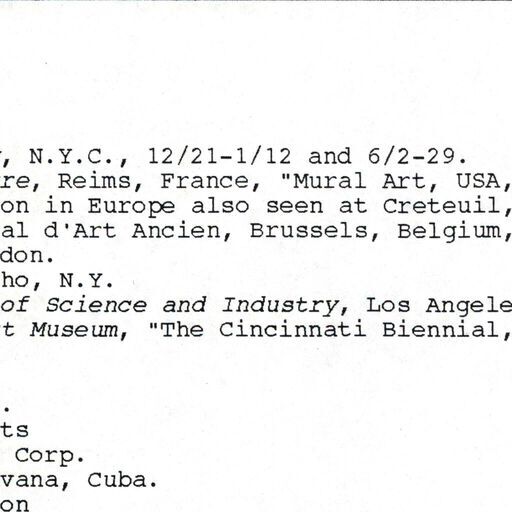 , N.Y.C., 12/21-1/12 and 6/2-29.
re, Reims, France, "Mural Art, USA,
on in Europe also seen at Creteuil,
al d'Art Ancien, Brussels, Belgium,
don.
ho, N.Y.
of Science and Industry, Los Angele
t Museum, "The Cincinnati Biennial,
.
ts
Corp.
vana, Cuba.
on